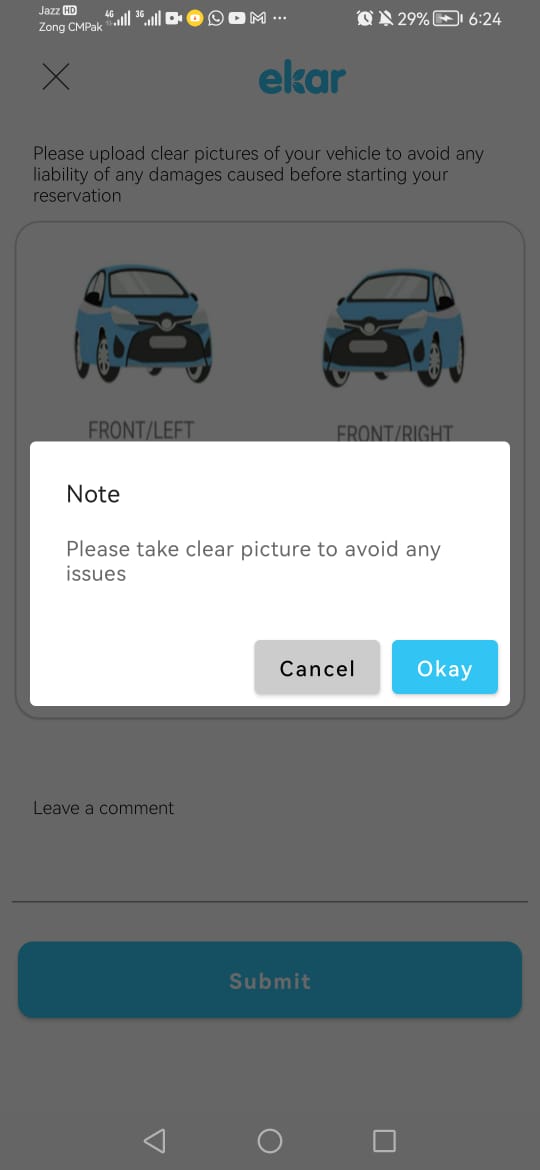 Jazz HD
Zong CMPak 4G 3G 29% 6:24
ekar
Please upload clear pictures of your vehicle to avoid any
liability of any damages caused before starting your
reservation
FRONT/LEFT
FRONT/RIGHT
Note
Please take clear picture to avoid any
issues
Cancel
Okay
Leave a comment
Submit